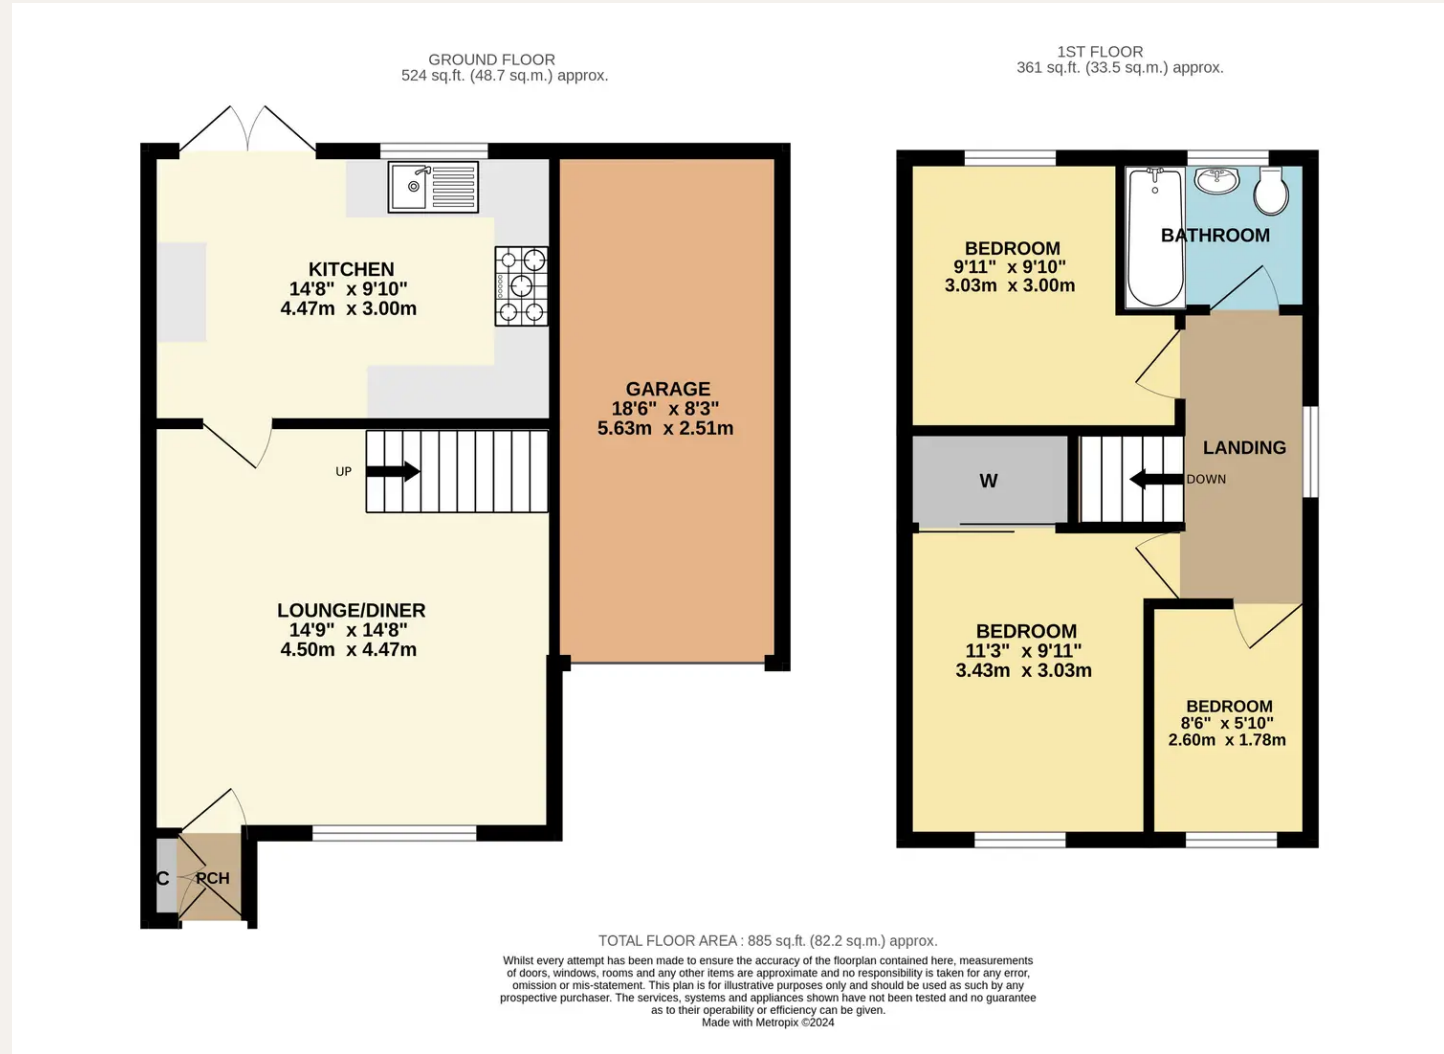 GROUND FLOOR
524 sq.ft. (48.7 sq.m.) approx.
1ST FLOOR
361 sq.ft. (33.5 sq.m.) approx.
KITCHEN
14'8" x 9'10"
4.47m x 3.00m
GARAGE
18'6" x 8'3"
5.63m x 2.51m
UP
LOUNGE/DINER
14'9" x 14'8"
4.50m x 4.47m
C
PCH
BEDROOM
9'11" x 9'10"
3.03m x 3.00m
BATHROOM
LANDING
W
DOWN
BEDROOM
11'3" x 9'11"
3.43m x 3.03m
BEDROOM
8'6" x 5'10"
2.60m x 1.78m
TOTAL FLOOR AREA : 885 sq.ft. (82.2 sq.m.) approx.
Whilst every attempt has been made to ensure the accuracy of the floorplan contained here, measurements
of doors, windows, rooms and any other items are approximate and no responsibility is taken for any error,
omission or mis-statement. This plan is for illustrative purposes only and should be used as such by any
prospective purchaser. The services, systems and appliances shown have not been tested and no guarantee
as to their operability or efficiency can be given.
Made with Metropix ©2024